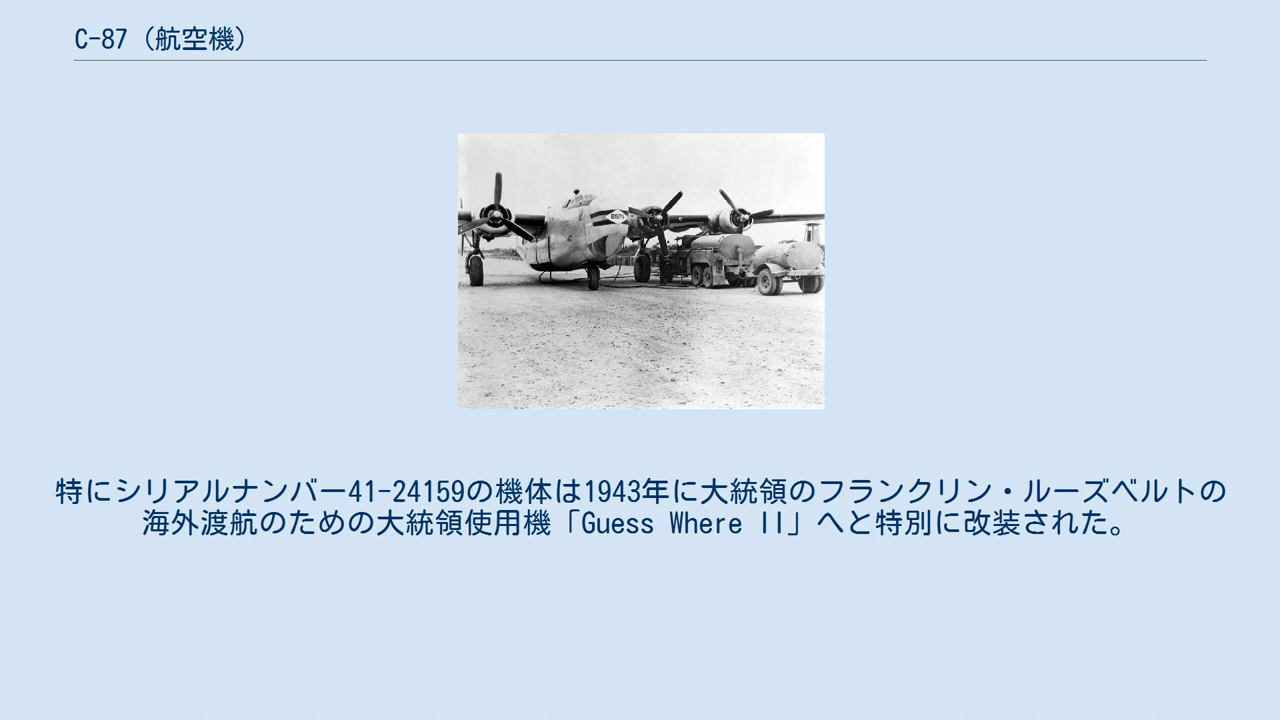 C-87（航空機）
特にシリアルナンバー41-24159の機体は1943年に大統領のフランクリン・ルーズベルトの
海外渡航のための大統領使用機「Guess Where II」へと特別に改装された。